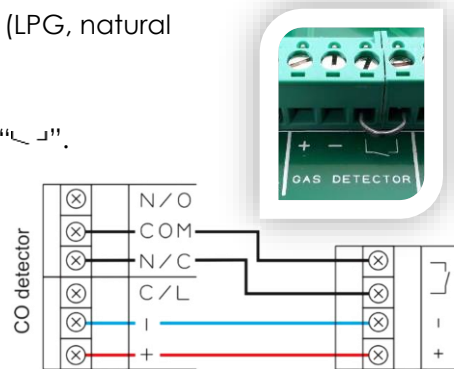 (LPG, natural
“ ”.
+ −
GAS DETECTOR
CO detector
N/O
COM
N/C
C/L
−
+
−
+